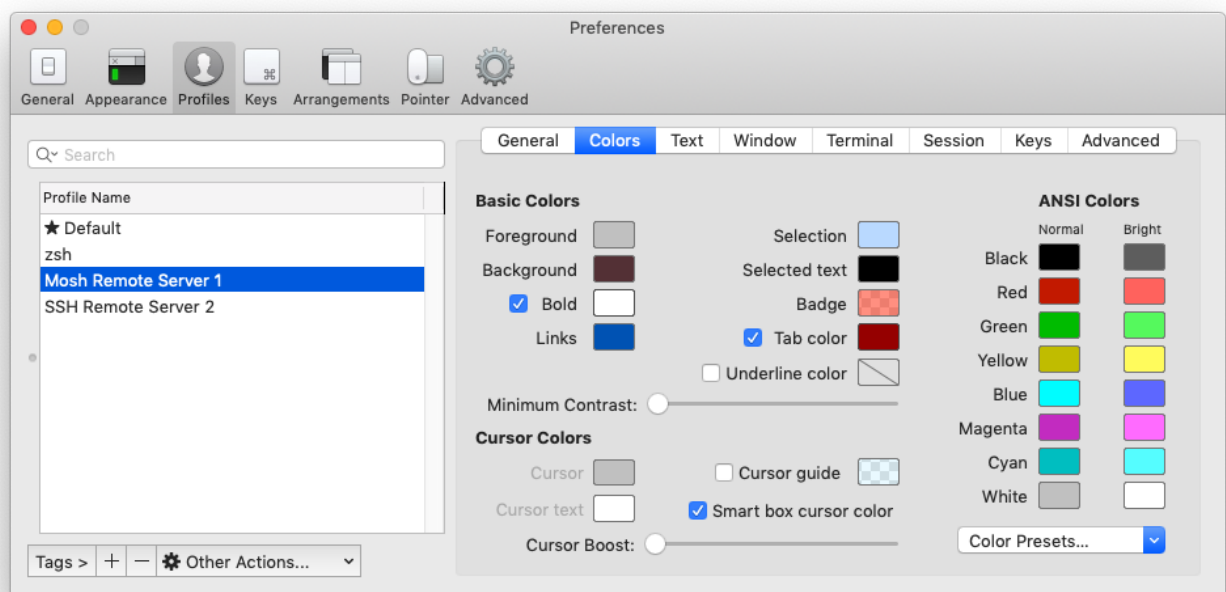 Preferences
General Appearance Profiles Keys Arrangements Pointer Advanced
Search
Profile Name
★ Default
zsh
Mosh Remote Server 1
SSH Remote Server 2
Tags > + — Other Actions...
General Colors Text Window Terminal Session Keys Advanced
Basic Colors
Foreground
Background
Bold
Links
Selection
Selected text
Badge
Tab color
Underline color
Minimum Contrast:
Cursor Colors
Cursor
Cursor text
Cursor guide
Smart box cursor color
Cursor Boost:
ANSI Colors
Normal Bright
Black
Red
Green
Yellow
Blue
Magenta
Cyan
White
Color Presets...